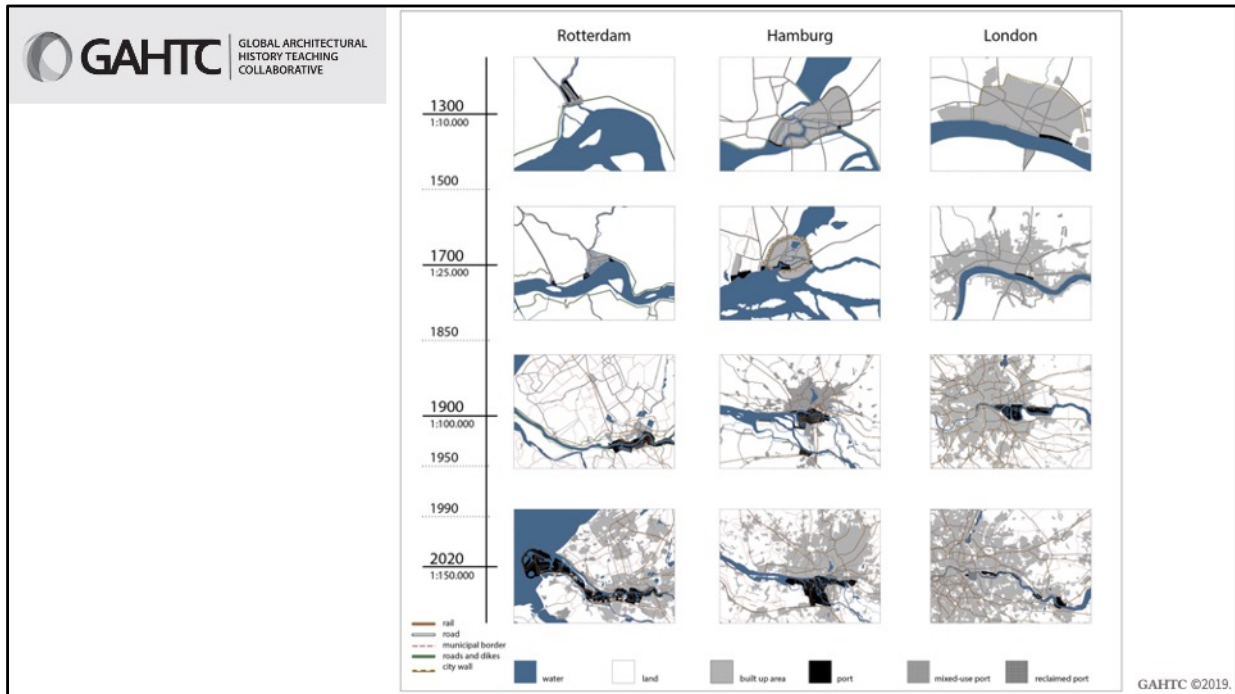 GAHTC
GLOBAL ARCHITECTURAL
HISTORY TEACHING
COLLABORATIVE
Rotterdam Hamburg London
1300
1:10.000
1500
1700
1:25.000
1850
1900
1:100.000
1950
1990
2020
1:150.000
rail
road
municipal border
roads and dikes
city wall
water land built up area port mixed-use port reclaimed port
GAHTC ©2019.